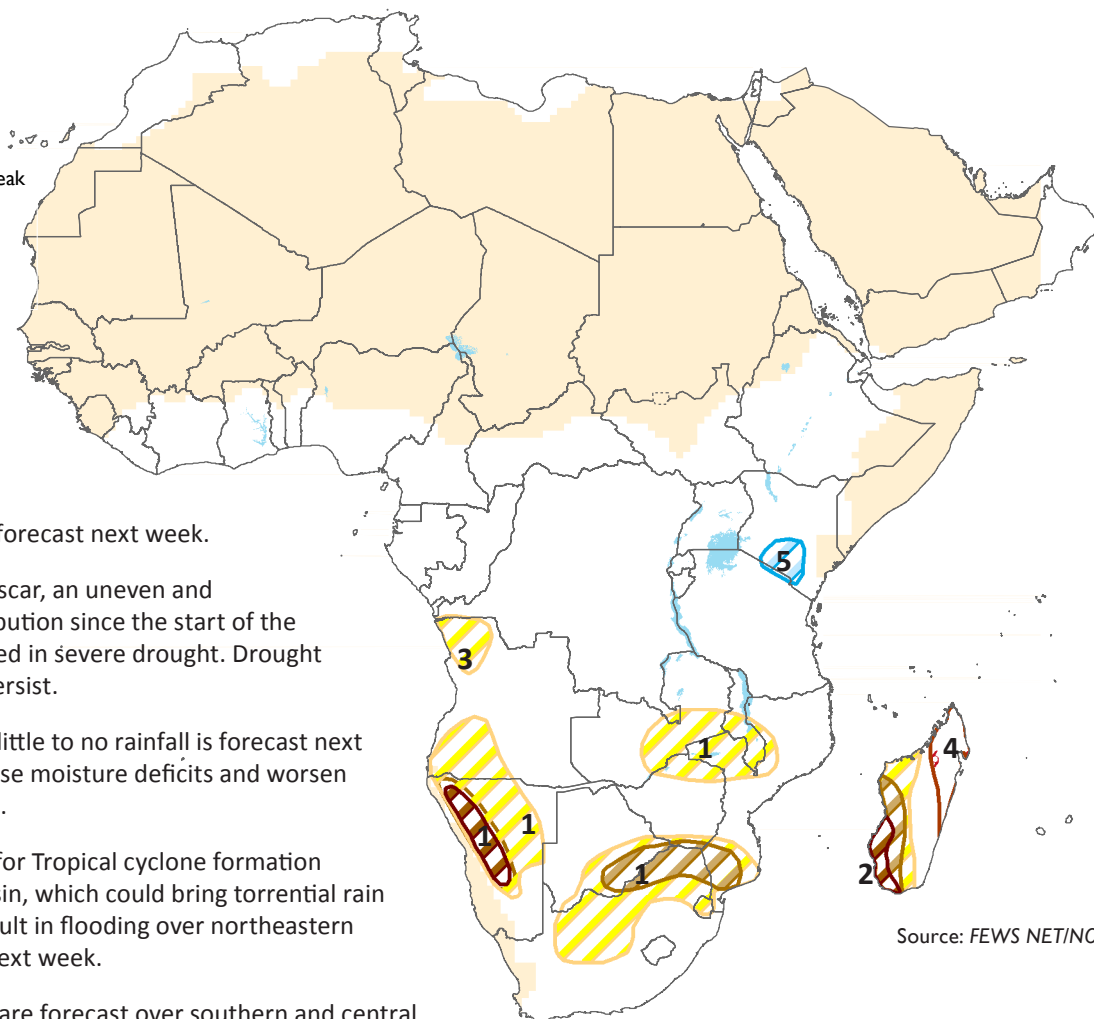 eak
forecast next week.
scar, an uneven and
bution since the start of the
ed in severe drought. Drought
ersist.
little to no rainfall is forecast next
se moisture deficits and worsen
.
for Tropical cyclone formation
sin, which could bring torrential rain
ult in flooding over northeastern
ext week.
are forecast over southern and central
5
3
1
4
1
1
1
2
Source: FEWS NET/NO